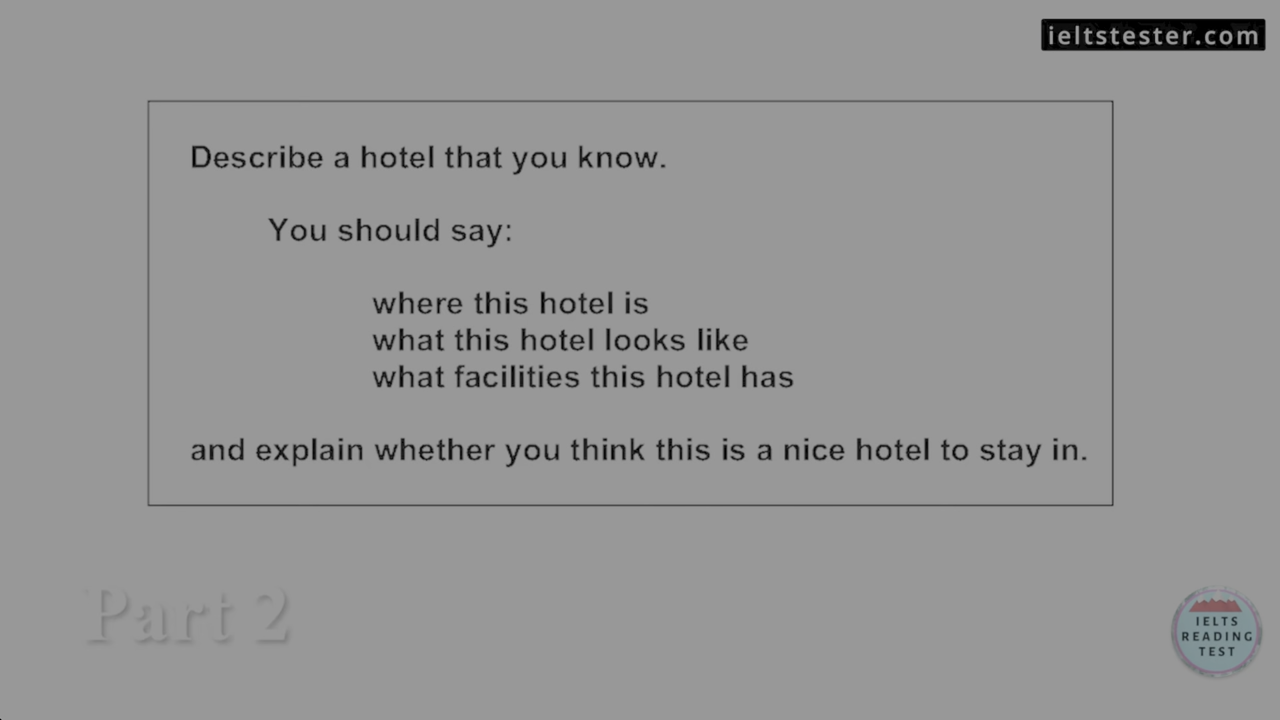 ieltstester.com
Describe a hotel that you know.
You should say:
where this hotel is
what this hotel looks like
what facilities this hotel has
and explain whether you think this is a nice hotel to stay in.
Part 2
IELTS
READING
TEST